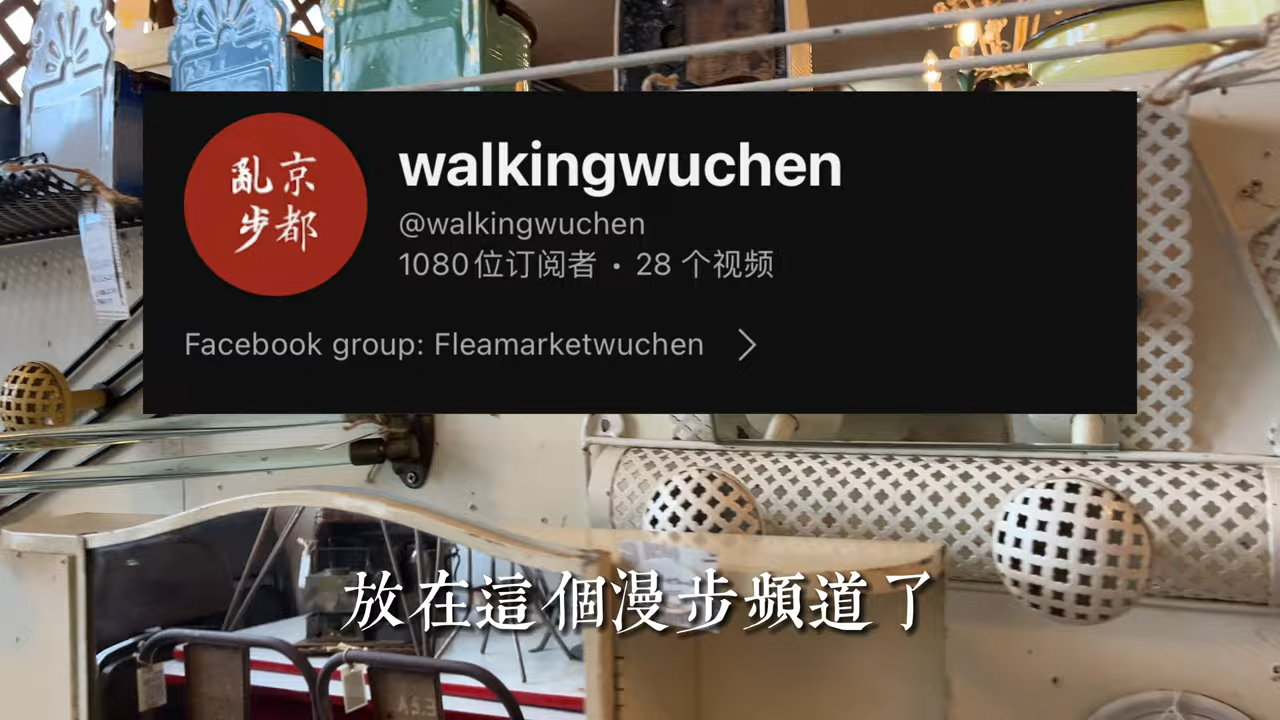 京都
亂步
walkingwuchen
@walkingwuchen
1080位订阅者 • 28 个视频
Facebook group: Fleamarketwuchen
放在這個漫步頻道了